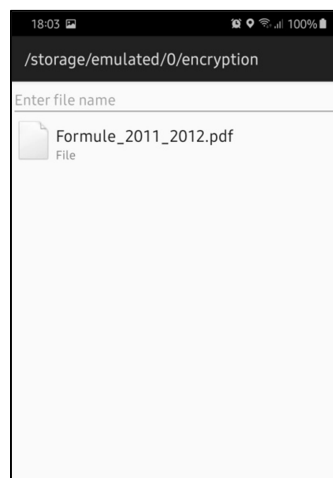 18:03 100%
/storage/emulated/0/encryption
Enter file name
Formule_2011_2012.pdf
File